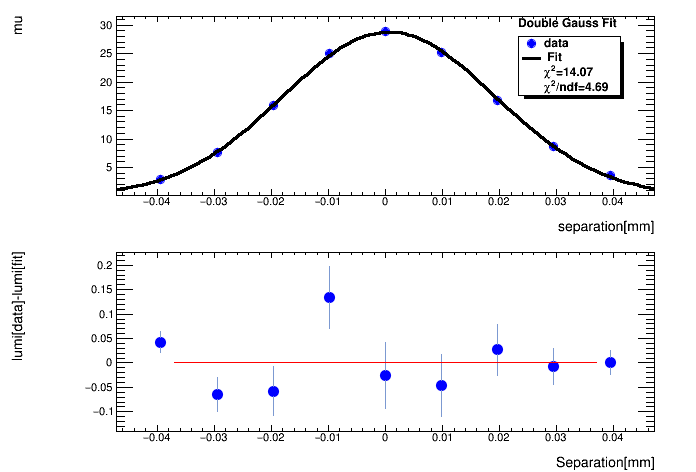 mu
Double Gauss Fit
data
Fit
χ²=14.07
χ²/ndf=4.69
30
25
20
15
10
5
−0.04 −0.03 −0.02 −0.01 0 0.01 0.02 0.03 0.04
separation[mm]
lumi[data]-lumi[fit]
0.2
0.15
0.1
0.05
0
−0.05
−0.1
−0.04 −0.03 −0.02 −0.01 0 0.01 0.02 0.03 0.04
Separation[mm]